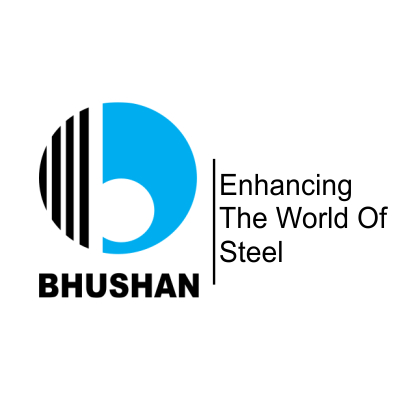 BHUSHAN
Enhancing
The World Of
Steel